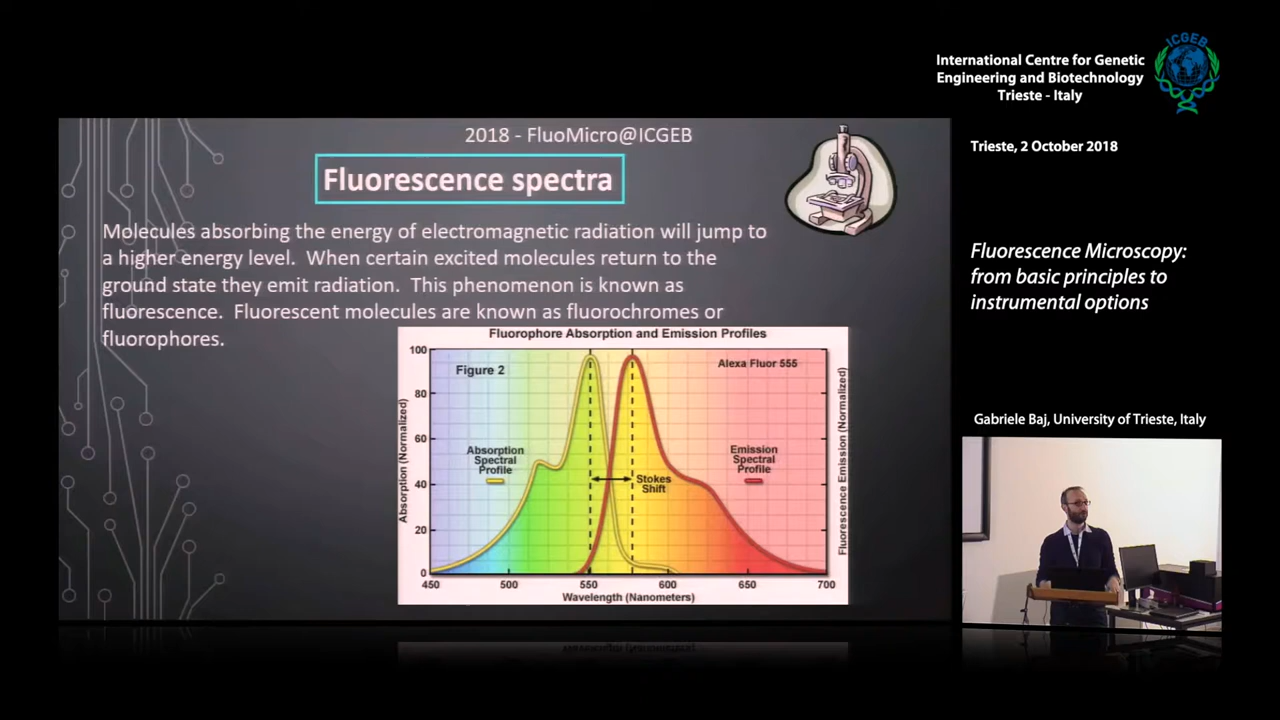 ICGEB
International Centre for Genetic
Engineering and Biotechnology
Trieste - Italy
Trieste, 2 October 2018
Fluorescence Microscopy:
from basic principles to
instrumental options
Gabriele Baj, University of Trieste, Italy
2018 - FluoMicro@ICGEB
Fluorescence spectra
Molecules absorbing the energy of electromagnetic radiation will jump to
a higher energy level. When certain excited molecules return to the
ground state they emit radiation. This phenomenon is known as
fluorescence. Fluorescent molecules are known as fluorochromes or
fluorophores.
Fluorophore Absorption and Emission Profiles
Figure 2
Alexa Fluor 555
Absorption
Spectral
Profile
Emission
Spectral
Profile
Stokes
Shift
Absorption (Normalized)
Fluorescence Emission (Normalized)
100
80
60
40
20
0
450 500 550 600 650 700
Wavelength (Nanometers)